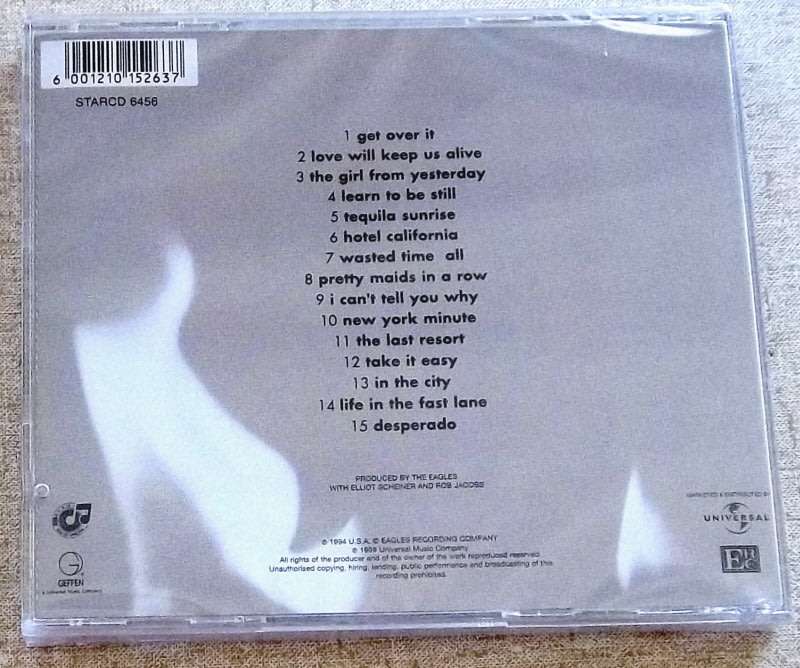 6 001210 152637
STARCD 6456
1 get over it
2 love will keep us alive
3 the girl from yesterday
4 learn to be still
5 tequila sunrise
6 hotel california
7 wasted time all
8 pretty maids in a row
9 i can't tell you why
10 new york minute
11 the last resort
12 take it easy
13 in the city
14 life in the fast lane
15 desperado
PRODUCED BY THE EAGLES
WITH ELLIOT SCHEINER AND ROB JACOBS
℗ 1994 U.S.A. © EAGLES RECORDING COMPANY
Universal Music Company
All rights of the producer and of the owner of the work reproduced reserved.
Unauthorised copying, hiring, lending, public performance and broadcasting of this
recording prohibited.
GEFFEN
a Universal Music Company
MARKETED & DISTRIBUTED BY
UNIVERSAL